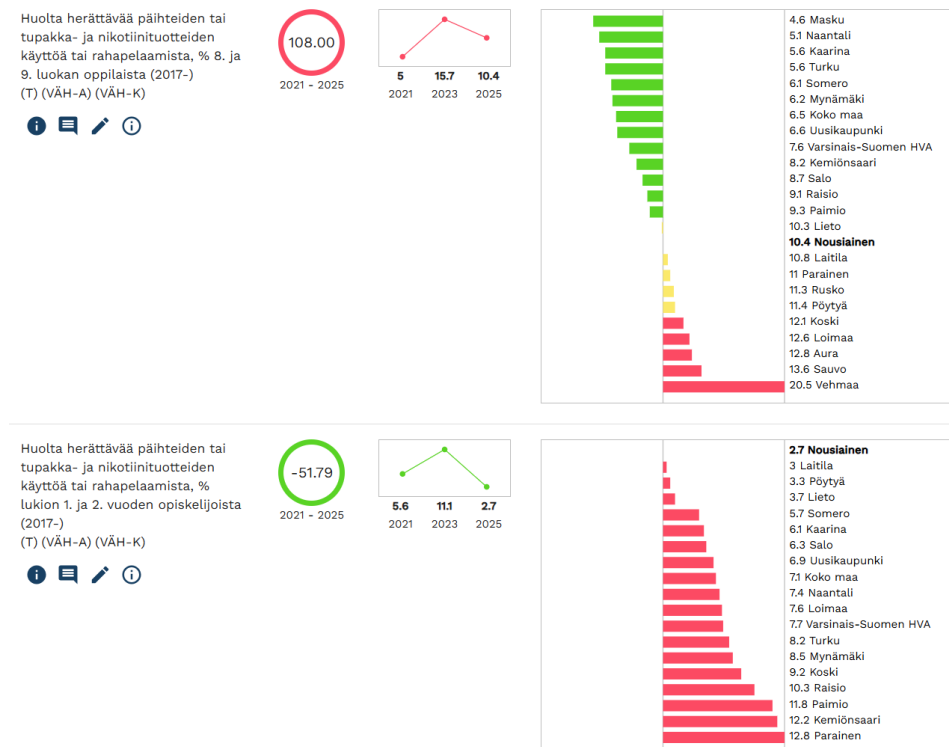 Huolta herättävää päihteiden tai
tupakka- ja nikotiinituotteiden
käyttöä tai rahapelaamista, % 8. ja
9. luokan oppilaista (2017-)
(T) (VÄH-A) (VÄH-K)
108.00
2021 - 2025
5 15.7 10.4
2021 2023 2025
4.6 Masku
5.1 Naantali
5.6 Kaarina
5.6 Turku
6.1 Somero
6.2 Mynämäki
6.5 Koko maa
6.6 Uusikaupunki
7.6 Varsinais-Suomen HVA
8.2 Kemiönsaari
8.7 Salo
9.1 Raisio
9.3 Paimio
10.3 Lieto
10.4 Nousiainen
10.8 Laitila
11 Parainen
11.3 Rusko
11.4 Pöytyä
12.1 Koski
12.6 Loimaa
12.8 Aura
13.6 Sauvo
20.5 Vehmaa
Huolta herättävää päihteiden tai
tupakka- ja nikotiinituotteiden
käyttöä tai rahapelaamista, %
lukion 1. ja 2. vuoden opiskelijoista
(2017-)
(T) (VÄH-A) (VÄH-K)
-51.79
2021 - 2025
5.6 11.1 2.7
2021 2023 2025
2.7 Nousiainen
3 Laitila
3.3 Pöytyä
3.7 Lieto
5.7 Somero
6.1 Kaarina
6.3 Salo
6.9 Uusikaupunki
7.1 Koko maa
7.4 Naantali
7.6 Loimaa
7.7 Varsinais-Suomen HVA
8.2 Turku
8.5 Mynämäki
9.2 Koski
10.3 Raisio
11.8 Paimio
12.2 Kemiönsaari
12.8 Parainen